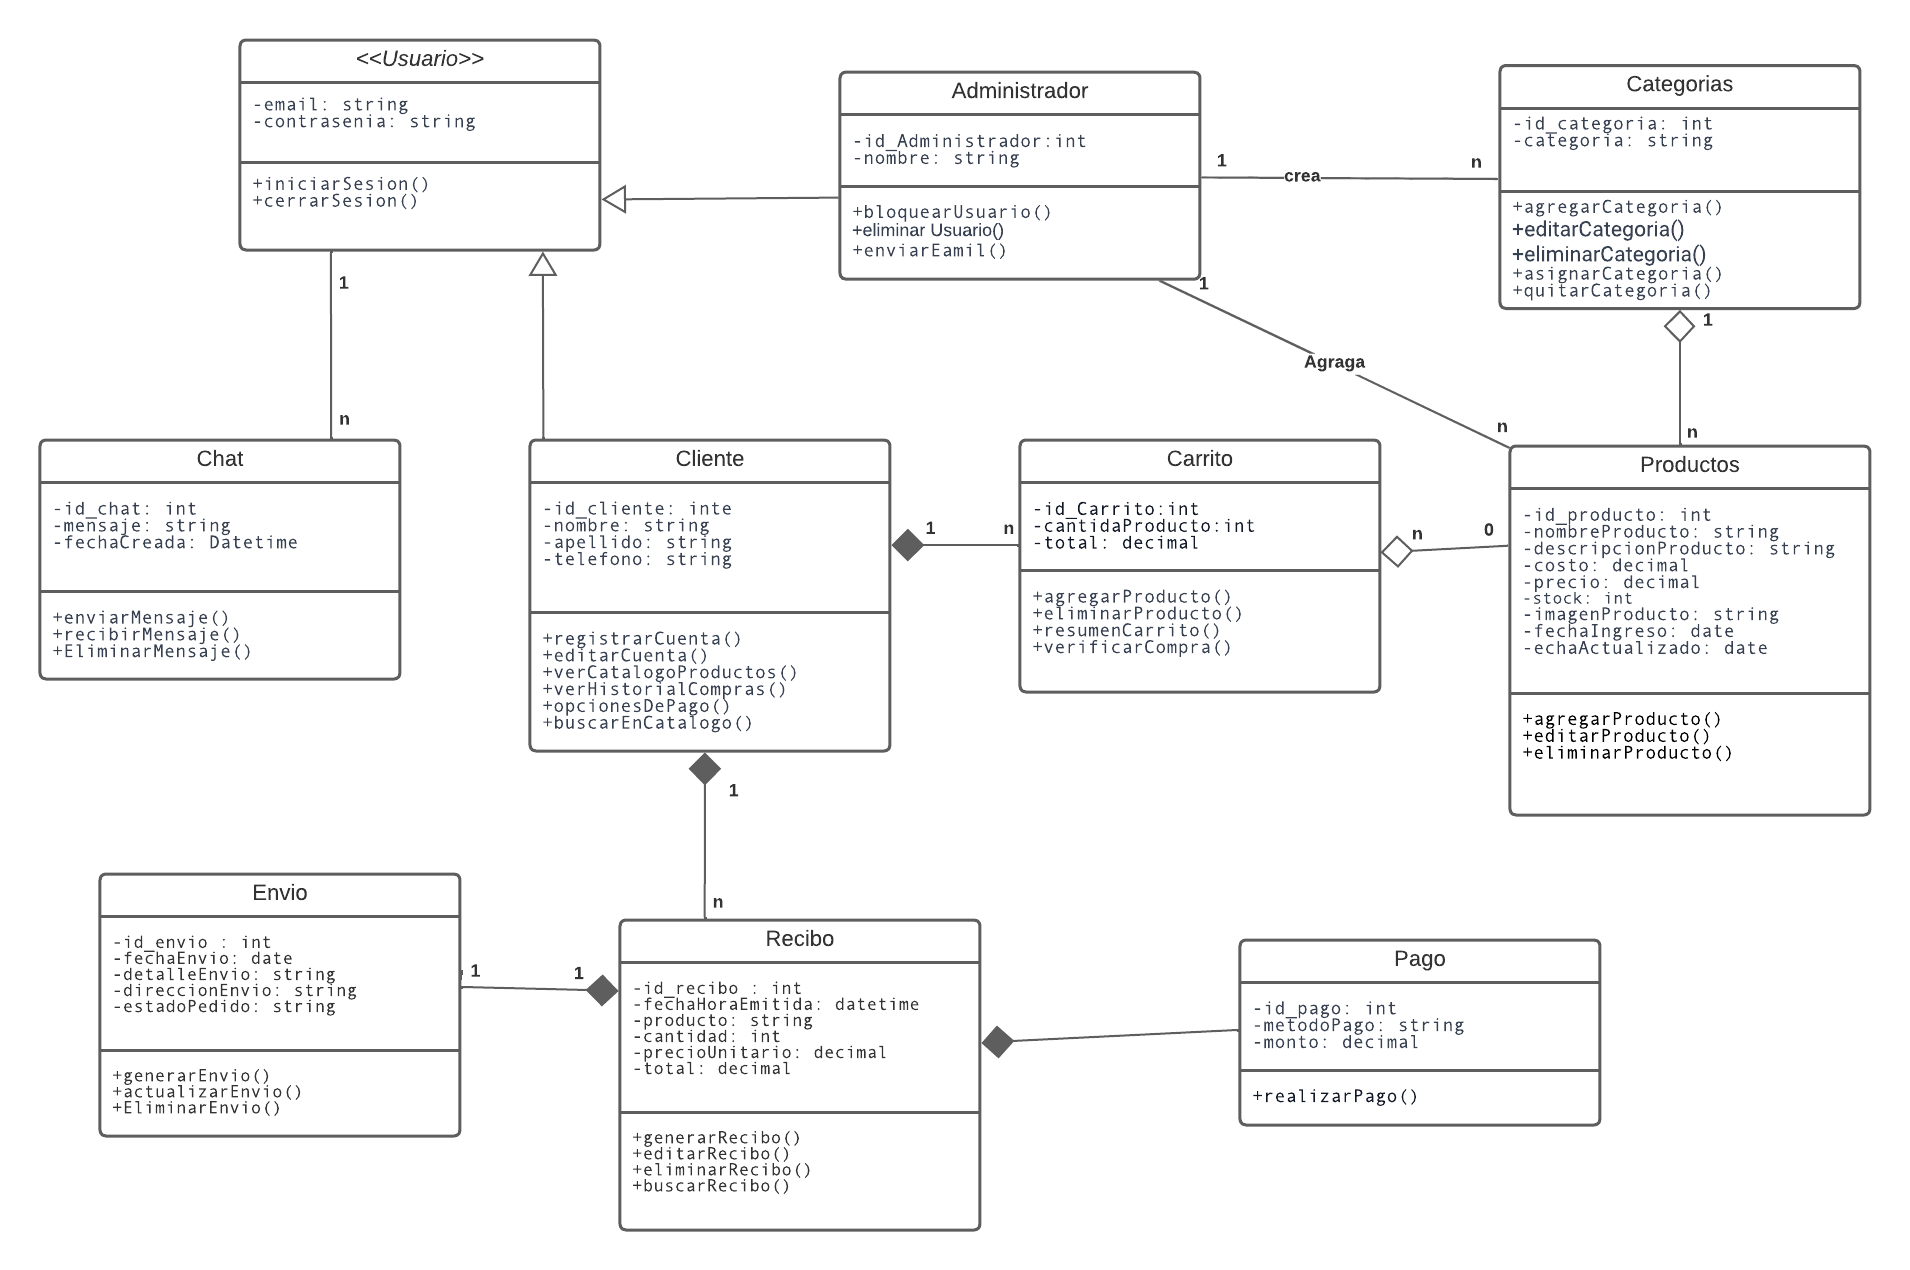 <<Usuario>>
-email: string
-contrasenia: string
+iniciarSesion()
+cerrarSesion()
Administrador
-id_Administrador:int
-nombre: string
+bloquearUsuario()
+eliminar Usuario()
+enviarEamil()
Categorias
-id_categoria: int
-categoria: string
+agregarCategoria()
+editarCategoria()
+eliminarCategoria()
+asignarCategoria()
+quitarCategoria()
1
crea
n
1
n
1
Agraga
n
1
n
Chat
-id_chat: int
-mensaje: string
-fechaCreada: Datetime
+enviarMensaje()
+recibirMensaje()
+EliminarMensaje()
Cliente
-id_cliente: inte
-nombre: string
-apellido: string
-telefono: string
+registrarCuenta()
+editarCuenta()
+verCatalogoProductos()
+verHistorialCompras()
+opcionesDePago()
+buscarEnCatalogo()
1
n
Carrito
-id_Carrito:int
-cantidaProducto:int
-total: decimal
+agregarProducto()
+eliminarProducto()
+resumenCarrito()
+verificarCompra()
n
0
Productos
-id_producto: int
-nombreProducto: string
-descripcionProducto: string
-costo: decimal
-precio: decimal
-stock: int
-imagenProducto: string
-fechaIngreso: date
-echaActualizado: date
+agregarProducto()
+editarProducto()
+eliminarProducto()
1
n
Envio
-id_envio : int
-fechaEnvio: date
-detalleEnvio: string
-direccionEnvio: string
-estadoPedido: string
+generarEnvio()
+actualizarEnvio()
+EliminarEnvio()
1
1
Recibo
-id_recibo : int
-fechaHoraEmitida: datetime
-producto: string
-cantidad: int
-precioUnitario: decimal
-total: decimal
+generarRecibo()
+editarRecibo()
+eliminarRecibo()
+buscarRecibo()
Pago
-id_pago: int
-metodoPago: string
-monto: decimal
+realizarPago()